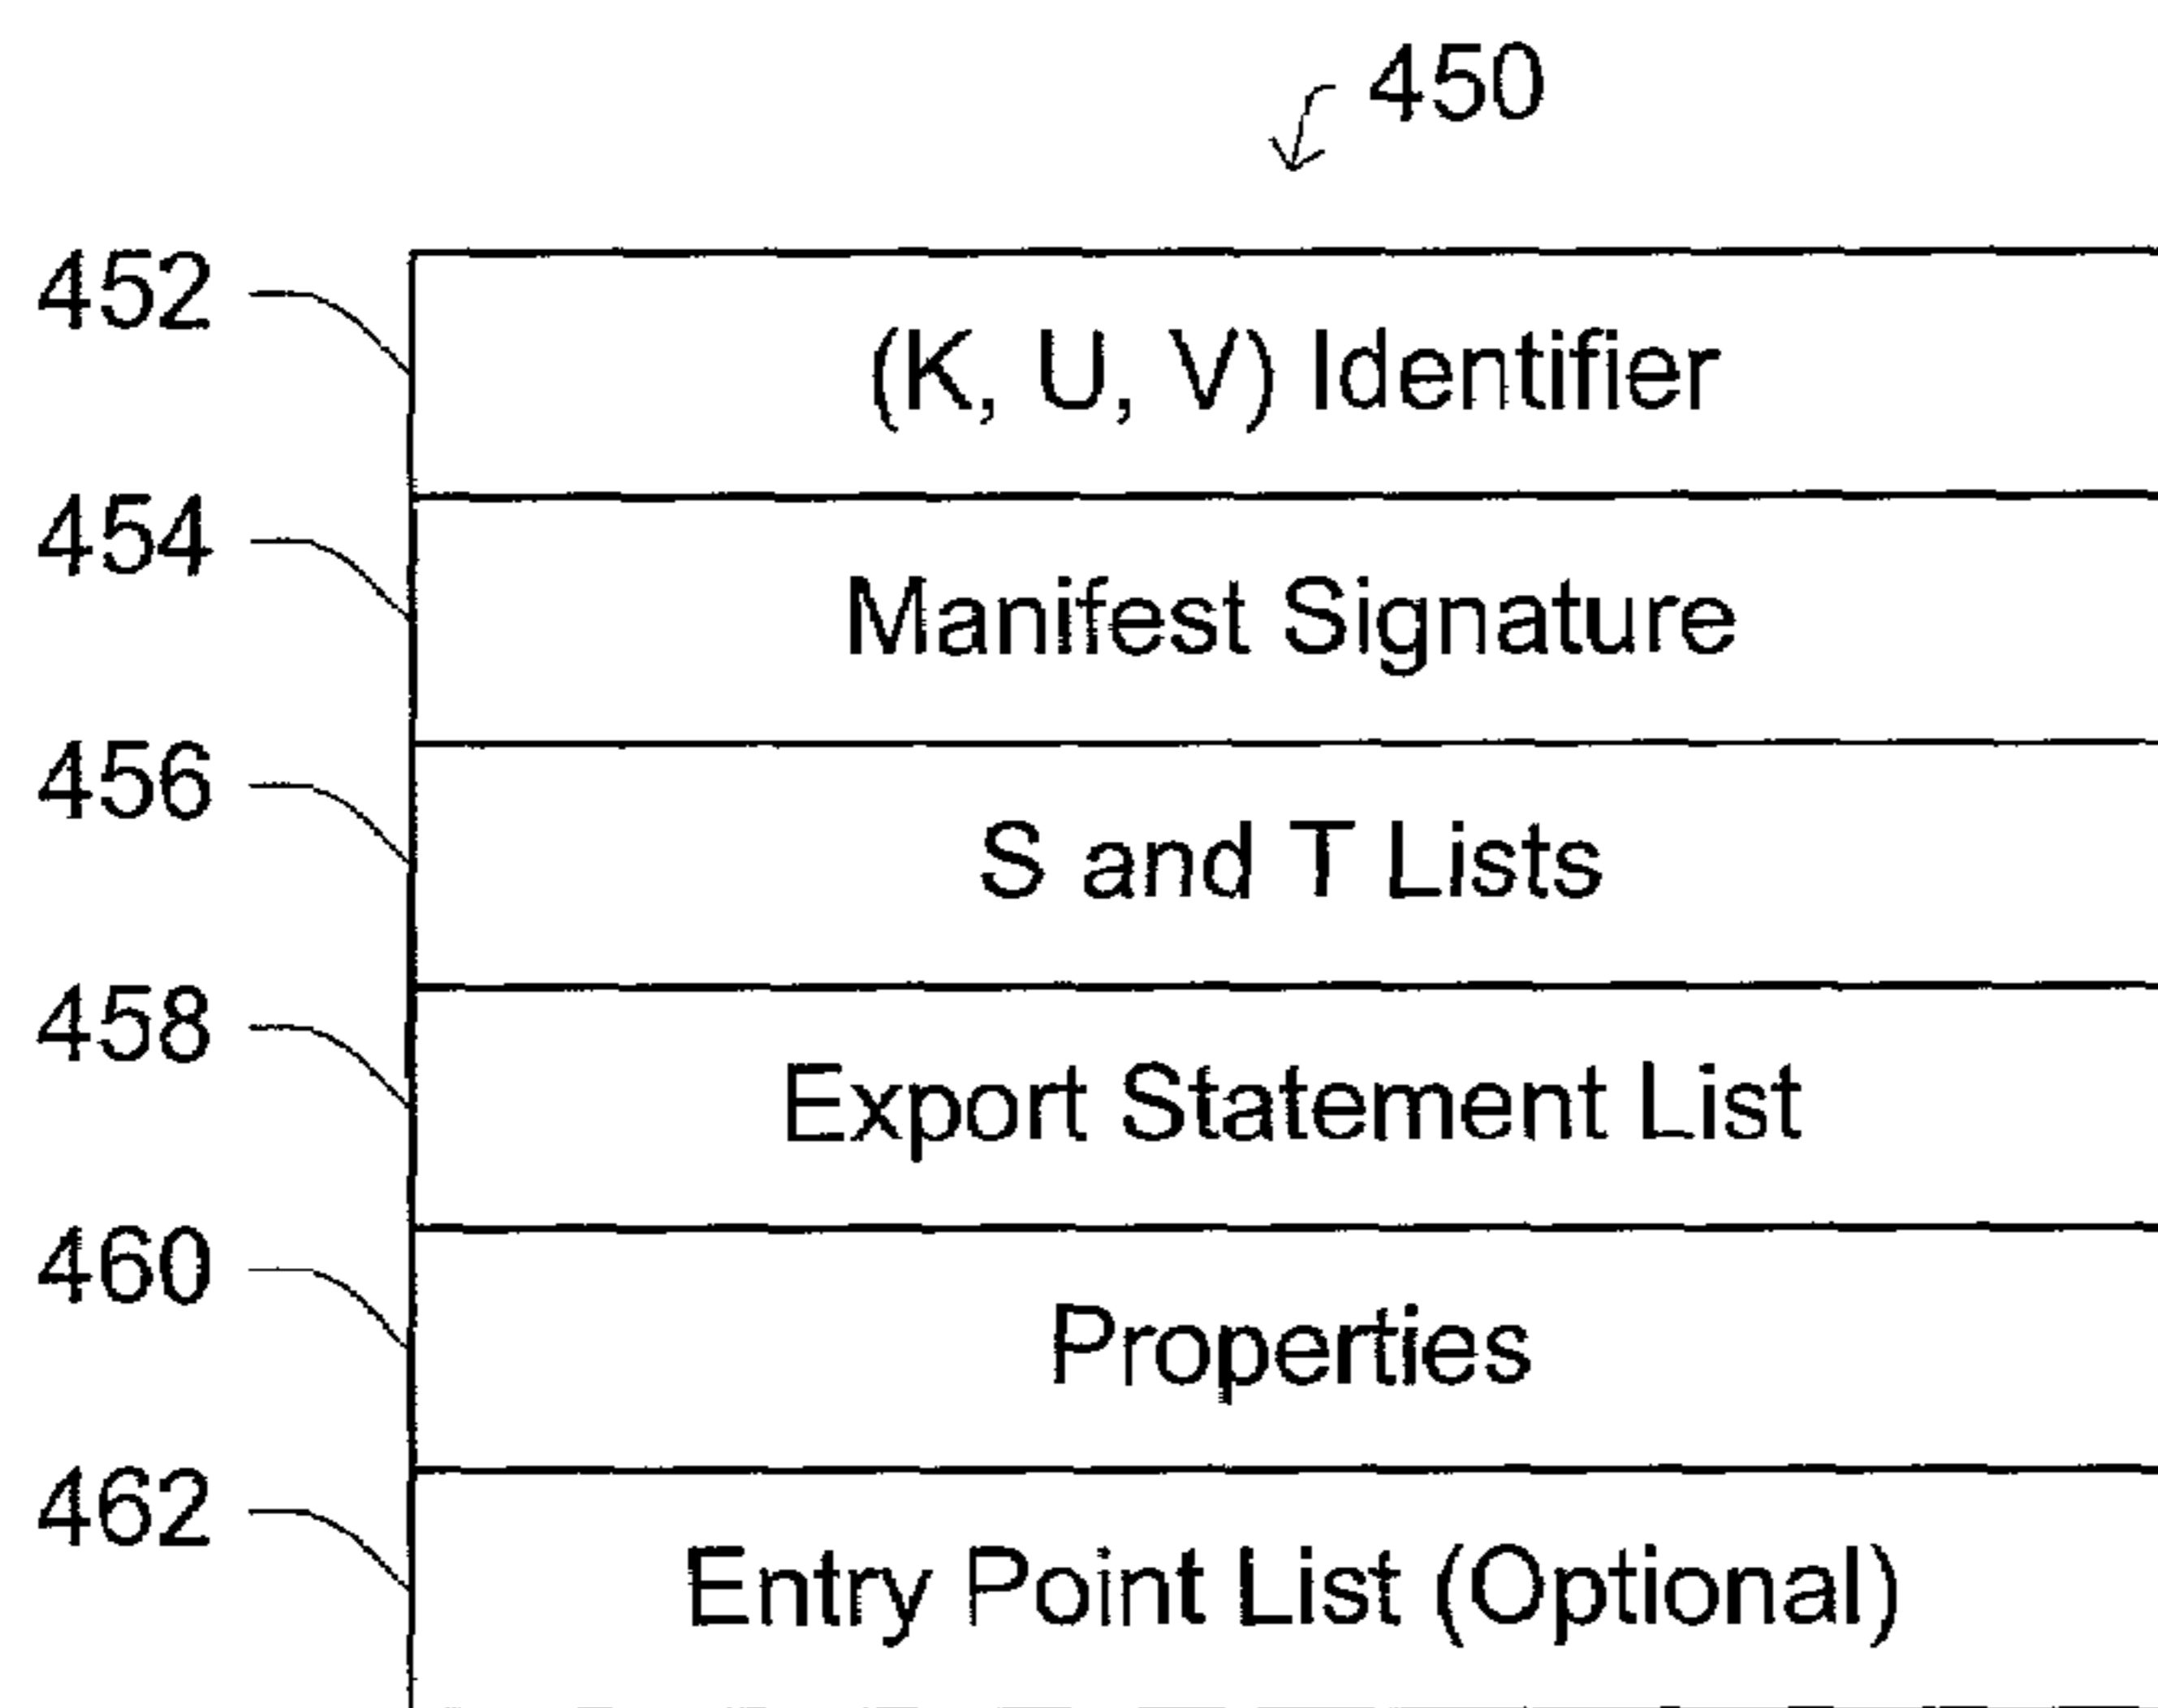 450
452
(K, U, V) Identifier
454
Manifest Signature
456
S and T Lists
458
Export Statement List
460
Properties
462
Entry Point List (Optional)